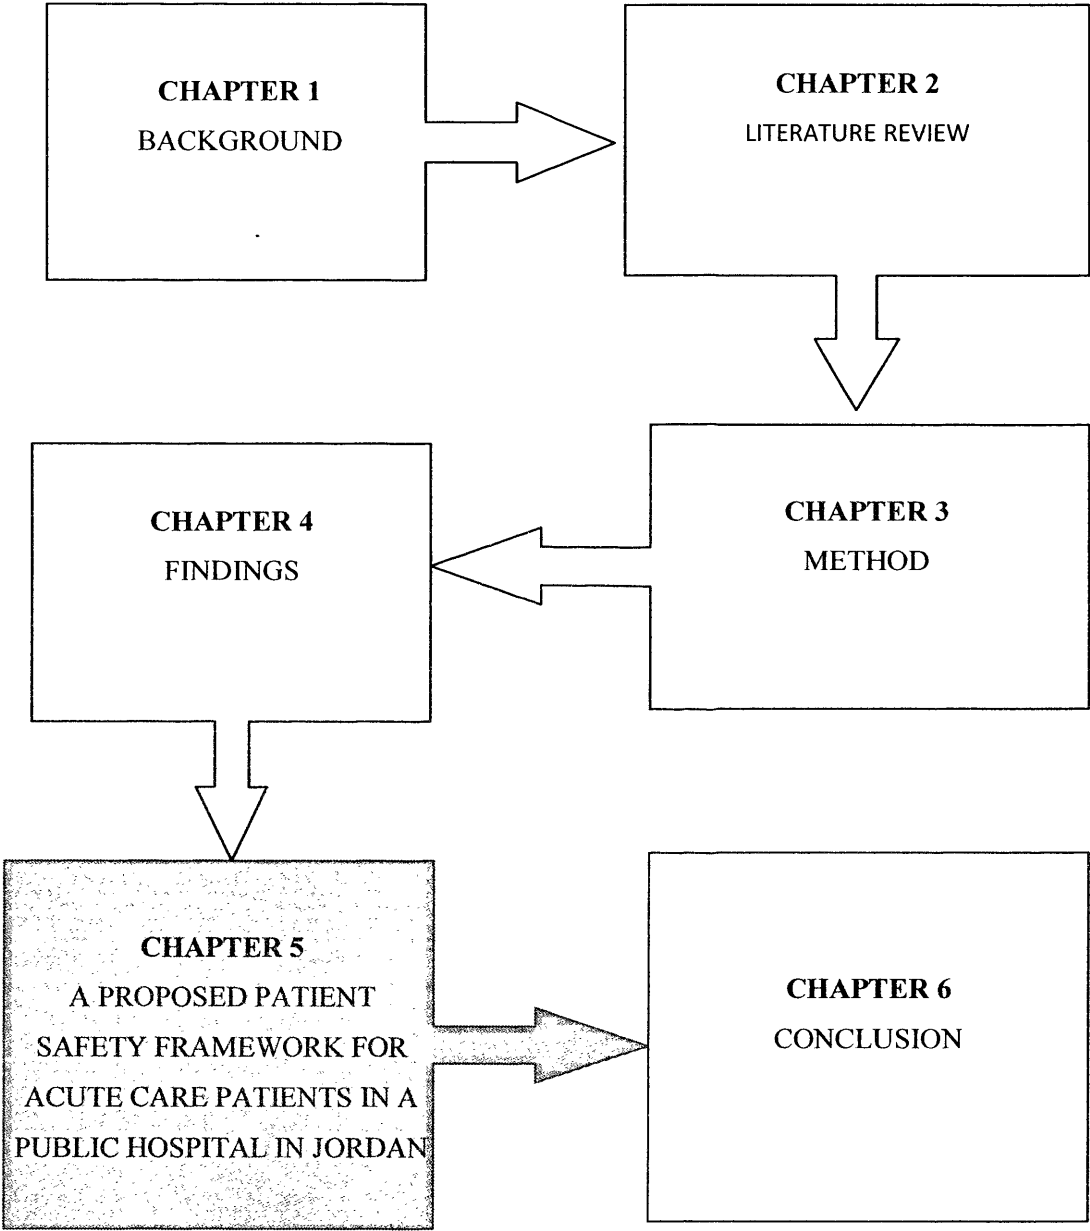 CHAPTER 1
BACKGROUND
CHAPTER 2
LITERATURE REVIEW
CHAPTER 3
METHOD
CHAPTER 4
FINDINGS
CHAPTER 5
A PROPOSED PATIENT
SAFETY FRAMEWORK FOR
ACUTE CARE PATIENTS IN A
PUBLIC HOSPITAL IN JORDAN
CHAPTER 6
CONCLUSION